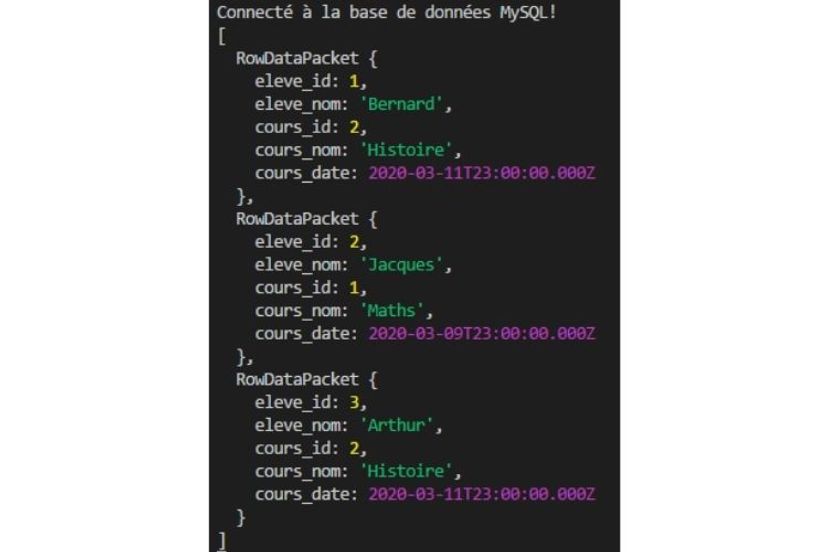 Connecté à la base de données MySQL!
[
  RowDataPacket {
    eleve_id: 1,
    eleve_nom: 'Bernard',
    cours_id: 2,
    cours_nom: 'Histoire',
    cours_date: 2020-03-11T23:00:00.000Z
  },
  RowDataPacket {
    eleve_id: 2,
    eleve_nom: 'Jacques',
    cours_id: 1,
    cours_nom: 'Maths',
    cours_date: 2020-03-09T23:00:00.000Z
  },
  RowDataPacket {
    eleve_id: 3,
    eleve_nom: 'Arthur',
    cours_id: 2,
    cours_nom: 'Histoire',
    cours_date: 2020-03-11T23:00:00.000Z
  }
]